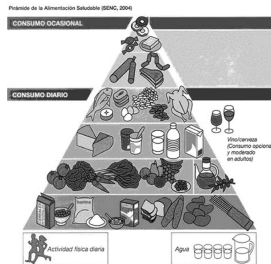 Pirámide de la Alimentación Saludable (SENC, 2004)
CONSUMO OCASIONAL
CONSUMO DIARIO
Vino/cerveza
(Consumo opcional
y moderado
en adultos)
Actividad física diaria
Agua